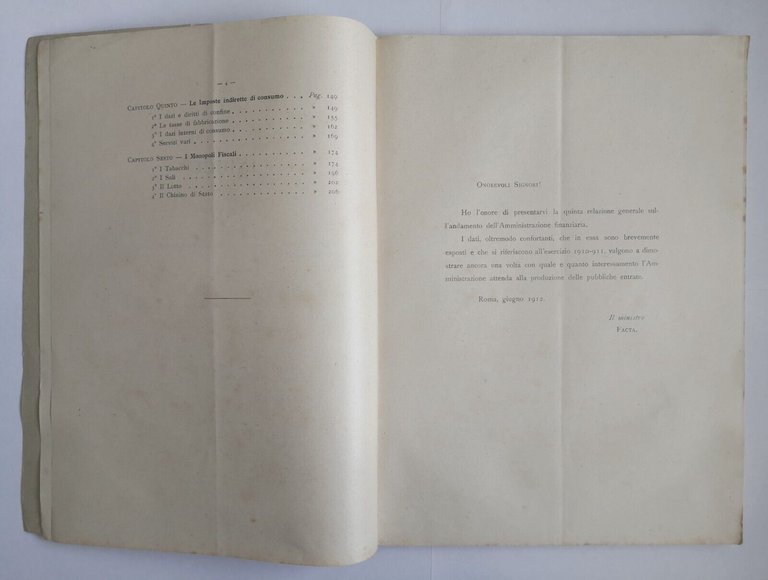 — 4 —
CAPITOLO QUINTO — Le Imposte indirette di consumo . . . Pag. 149
1° I dazi e diritti di confine . . . . . . . . . . » 149
2° Le tasse di fabbricazione . . . . . . . . . . » 155
3° I dazi interni di consumo . . . . . . . . . . » 162
4° Servizi vari . . . . . . . . . . . . . . » 169
CAPITOLO SESTO — I Monopoli Fiscali . . . . . . . . . » 174
1° I Tabacchi . . . . . . . . . . . . . . » 174
2° I Sali . . . . . . . . . . . . . . . . » 196
3° Il Lotto . . . . . . . . . . . . . . . » 202
4° Il Chinino di Stato . . . . . . . . . . . » 206
ONOREVOLI SIGNORI!
Ho l'onore di presentarvi la quinta relazione generale sul-
l'andamento dell'Amministrazione finanziaria.
I dati, oltremodo confortanti, che in essa sono brevemente
esposti e che si riferiscono all'esercizio 1910-911, valgono a dimo-
strare ancora una volta con quale e quanto interessamento l'Am-
ministrazione attenda alla produzione delle pubbliche entrate.
Roma, giugno 1912.
Il ministro
FACTA.